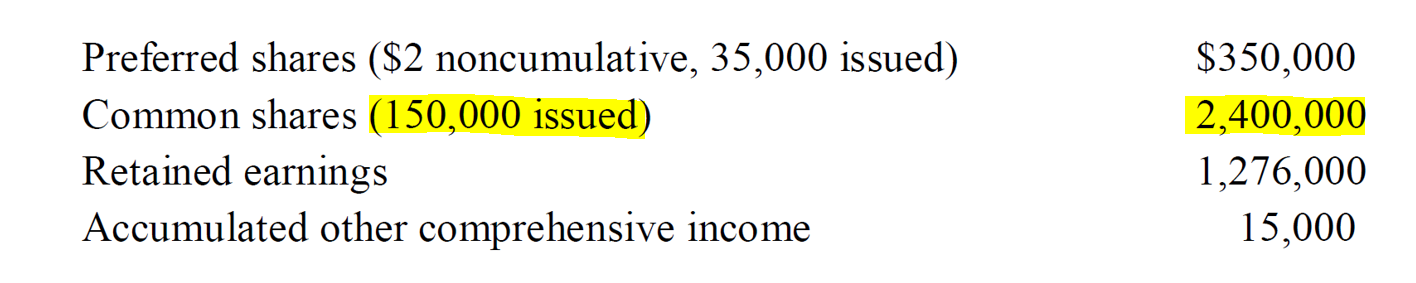 Preferred shares ($2 noncumulative, 35,000 issued) $350,000
Common shares (150,000 issued) 2,400,000
Retained earnings 1,276,000
Accumulated other comprehensive income 15,000